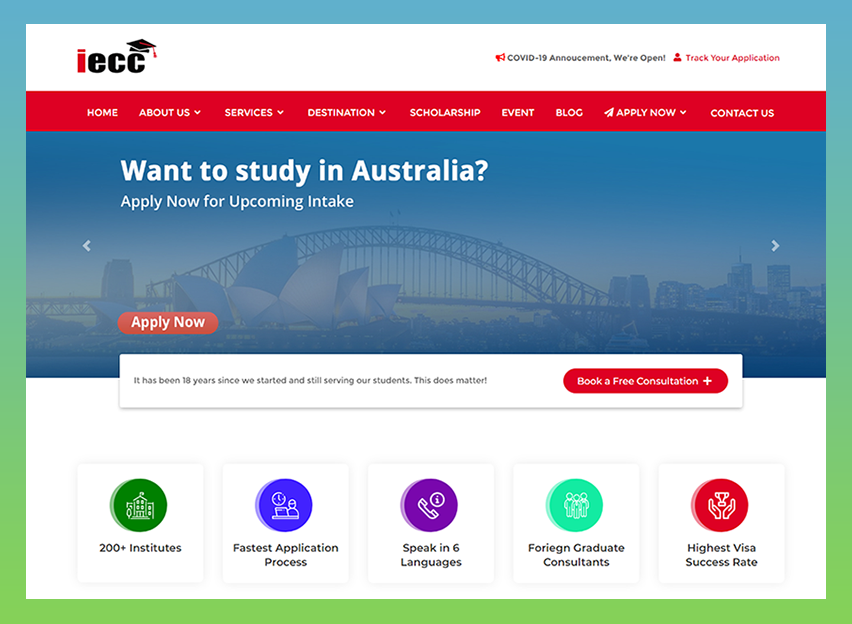 iecc
COVID-19 Annoucement, We're Open! Track Your Application
HOME ABOUT US SERVICES DESTINATION SCHOLARSHIP EVENT BLOG APPLY NOW CONTACT US
Want to study in Australia?
Apply Now for Upcoming Intake
Apply Now
It has been 18 years since we started and still serving our students. This does matter!
Book a Free Consultation +
200+ Institutes
Fastest Application
Process
Speak in 6
Languages
Foriegn Graduate
Consultants
Highest Visa
Success Rate